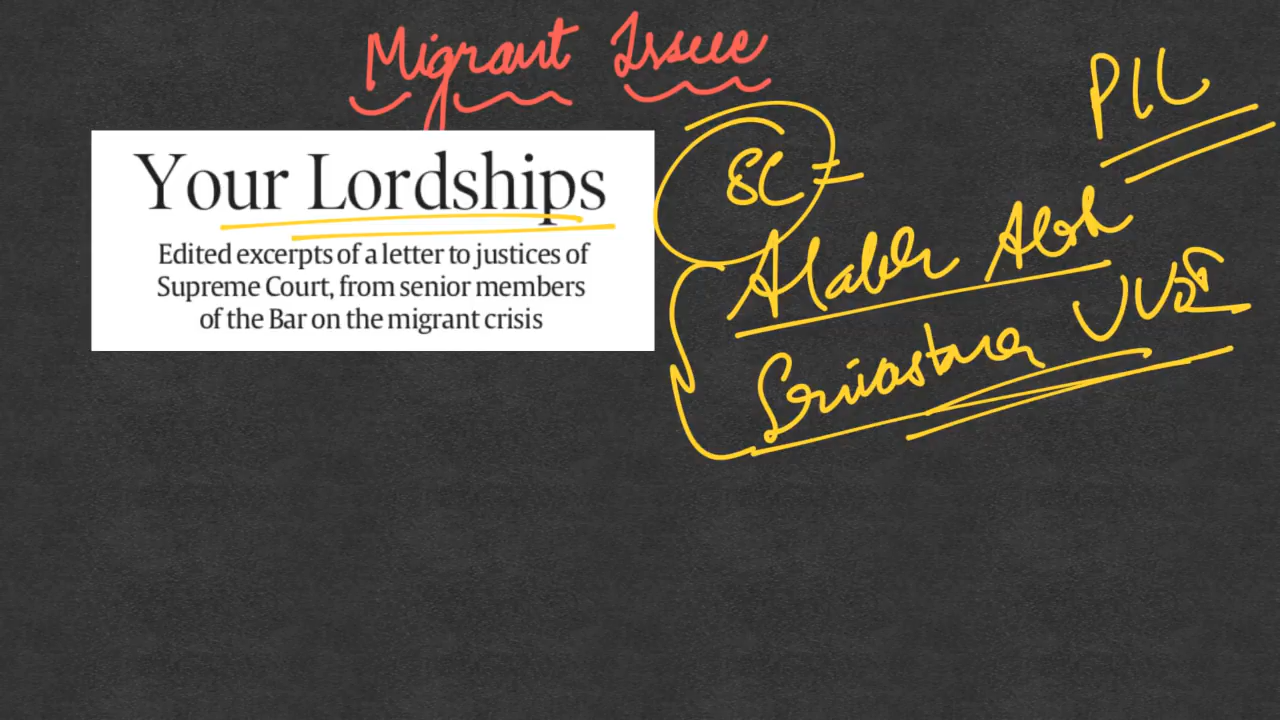 Migrant Issue
PIL
Your Lordships
SC
Edited excerpts of a letter to justices of
Supreme Court, from senior members
of the Bar on the migrant crisis
Alakh Alok
Srivastava